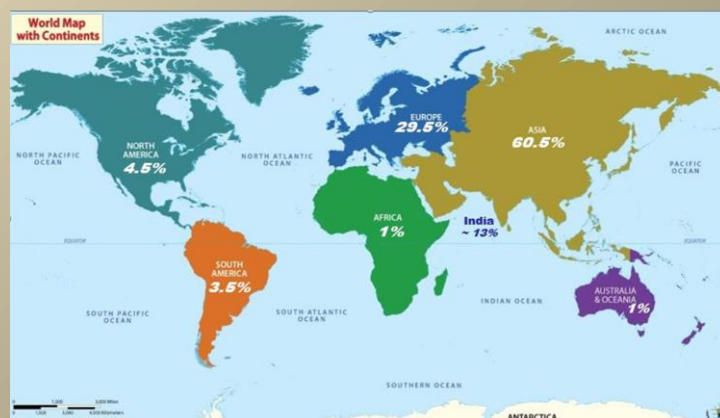 World Map
with Continents
ARCTIC OCEAN
EUROPE
29.5%
ASIA
60.5%
NORTH
AMERICA
4.5%
NORTH PACIFIC
OCEAN
NORTH ATLANTIC
OCEAN
PACIFIC
OCEAN
AFRICA
1%
India
~ 13%
EQUATOR
EQUATOR
SOUTH
AMERICA
3.5%
AUSTRALIA
& OCEANIA
1%
INDIAN OCEAN
SOUTH PACIFIC
OCEAN
SOUTH ATLANTIC
OCEAN
SOUTHERN OCEAN
ANTARCTICA